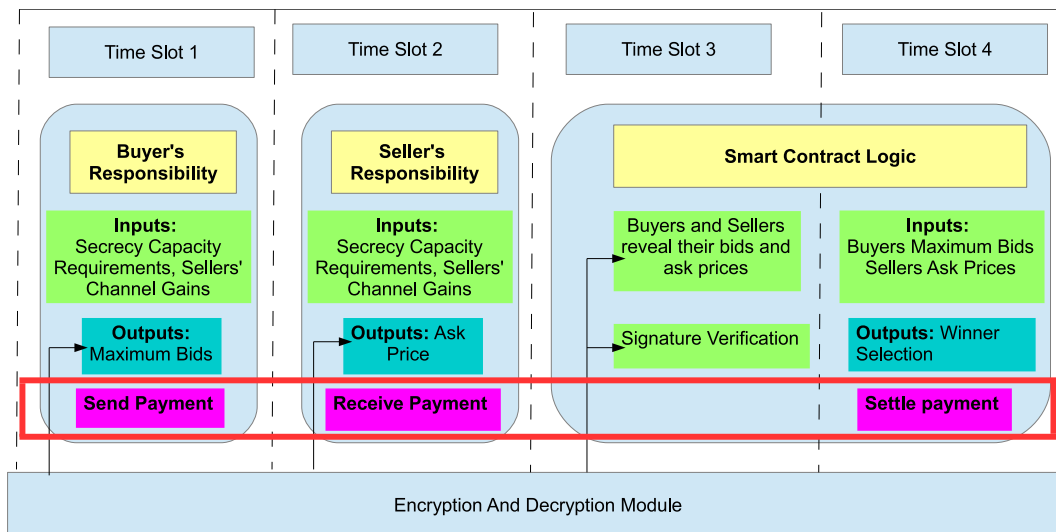 Time Slot 1
Time Slot 2
Time Slot 3
Time Slot 4
Buyer's
Responsibility
Inputs:
Secrecy Capacity
Requirements, Sellers'
Channel Gains
Outputs:
Maximum Bids
Send Payment
Seller's
Responsibility
Inputs:
Secrecy Capacity
Requirements, Sellers'
Channel Gains
Outputs: Ask
Price
Receive Payment
Smart Contract Logic
Buyers and Sellers
reveal their bids and
ask prices
Signature Verification
Inputs:
Buyers Maximum Bids
Sellers Ask Prices
Outputs: Winner
Selection
Settle payment
Encryption And Decryption Module